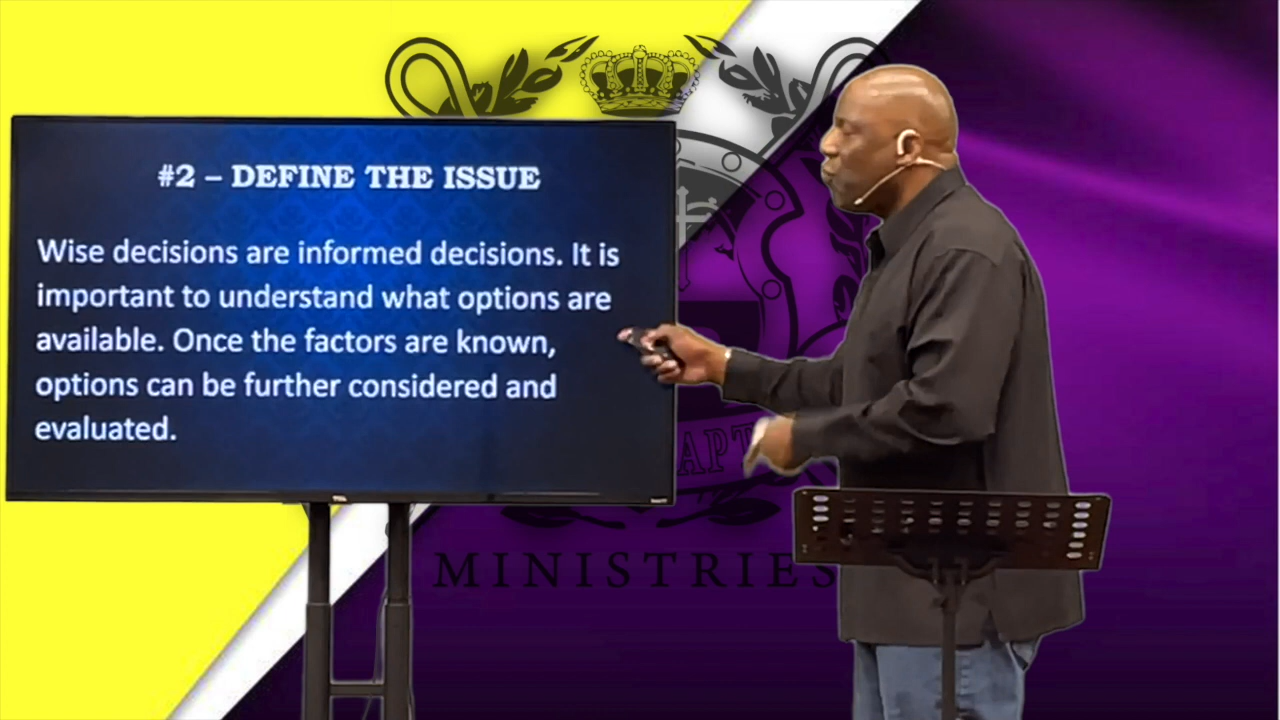 #2 – DEFINE THE ISSUE
Wise decisions are informed decisions. It is
important to understand what options are
available. Once the factors are known,
options can be further considered and
evaluated.
APT
MINISTRIES